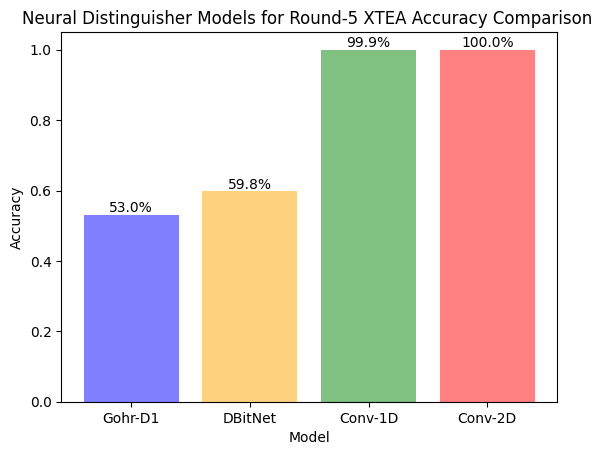 Neural Distinguisher Models for Round-5 XTEA Accuracy Comparison
1.0
0.8
0.6
0.4
0.2
0.0
Accuracy
53.0%
59.8%
99.9%
100.0%
Gohr-D1
DBitNet
Conv-1D
Conv-2D
Model